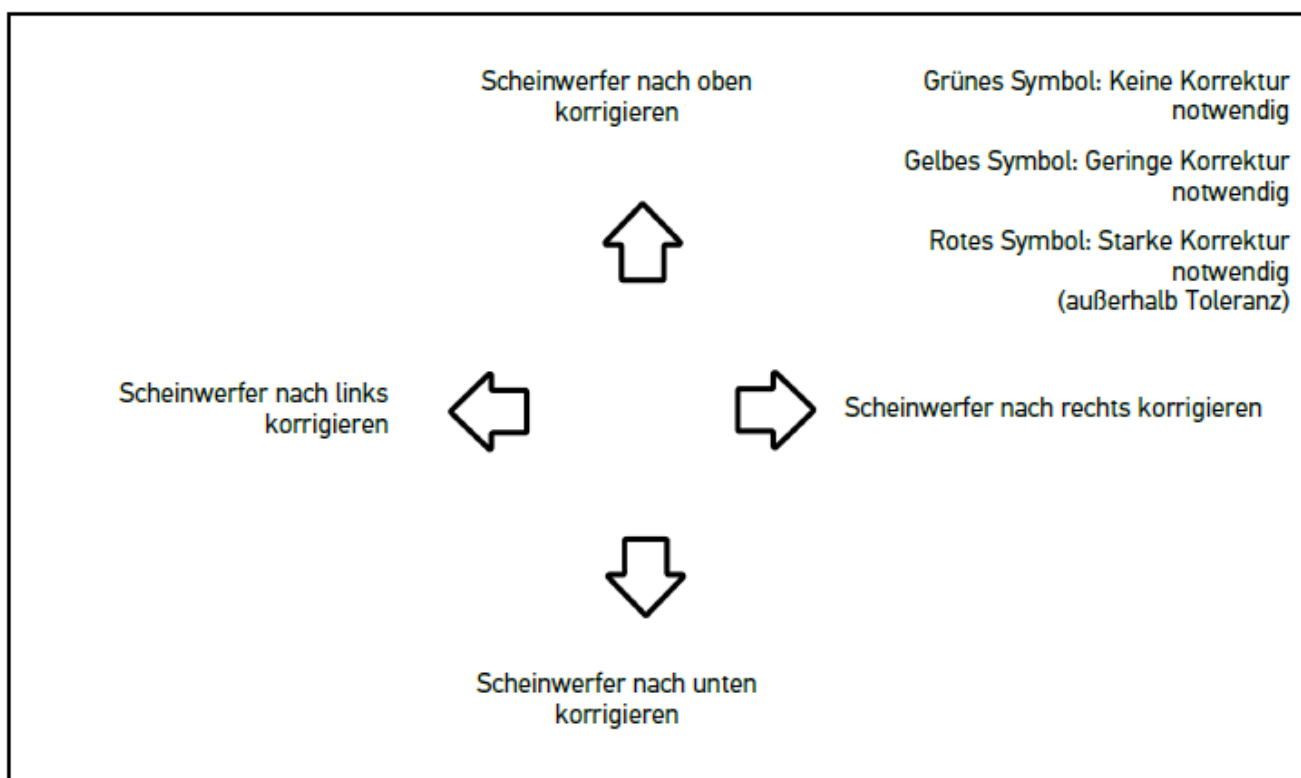 Scheinwerfer nach oben
korrigieren
Grünes Symbol: Keine Korrektur
notwendig
Gelbes Symbol: Geringe Korrektur
notwendig
Rotes Symbol: Starke Korrektur
notwendig
(außerhalb Toleranz)
Scheinwerfer nach links
korrigieren
Scheinwerfer nach rechts korrigieren
Scheinwerfer nach unten
korrigieren